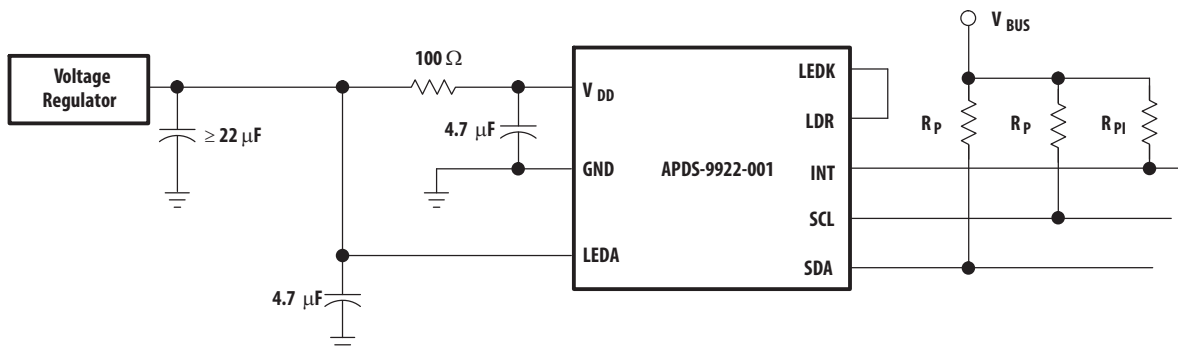 V BUS
Voltage
Regulator
100 Ω
≥ 22 μF
4.7 μF
V DD
GND
LEDA
APDS-9922-001
LEDK
LDR
INT
SCL
SDA
R P
R P
R PI
4.7 μF